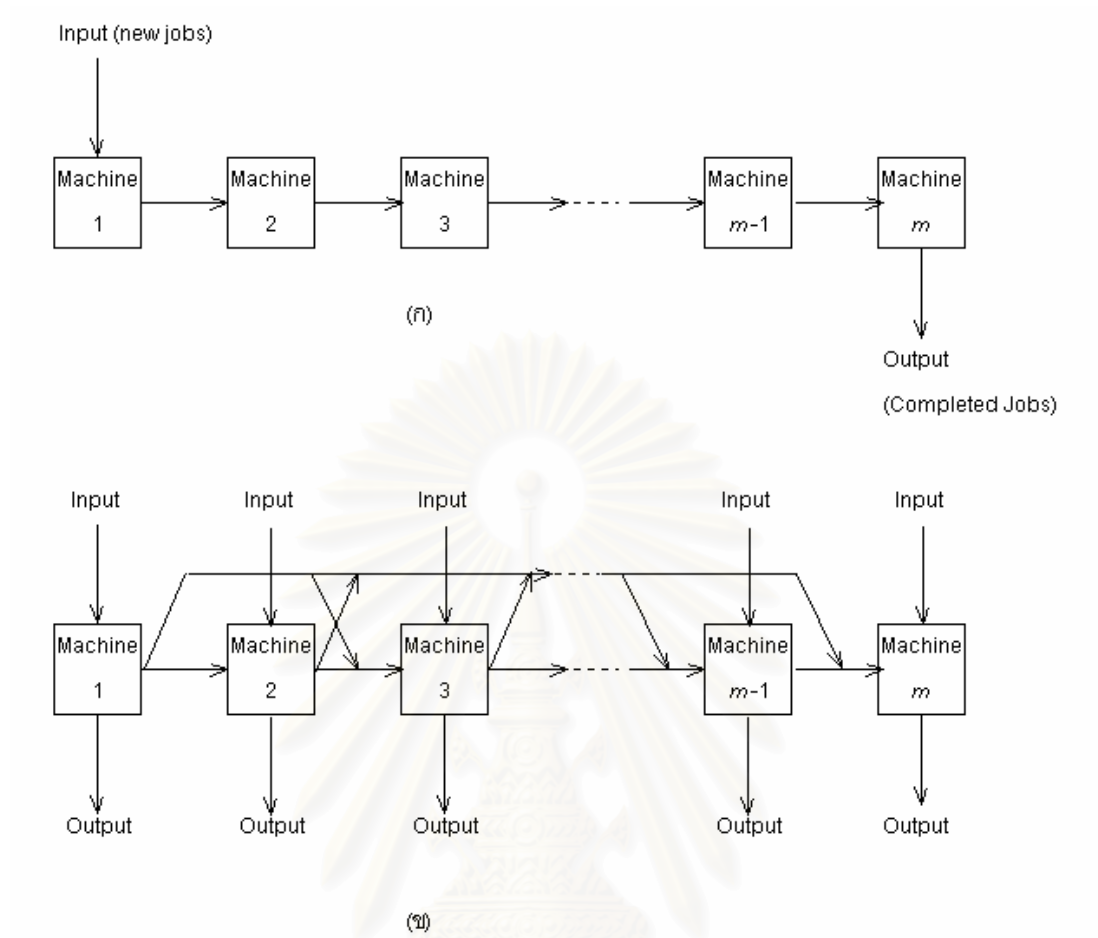 Input (new jobs)
Machine Machine Machine Machine Machine
1 2 3 m-1 m
(ก)
Output
(Completed Jobs)
Input Input Input Input Input
Machine Machine Machine Machine Machine
1 2 3 m-1 m
Output Output Output Output Output
(ข)